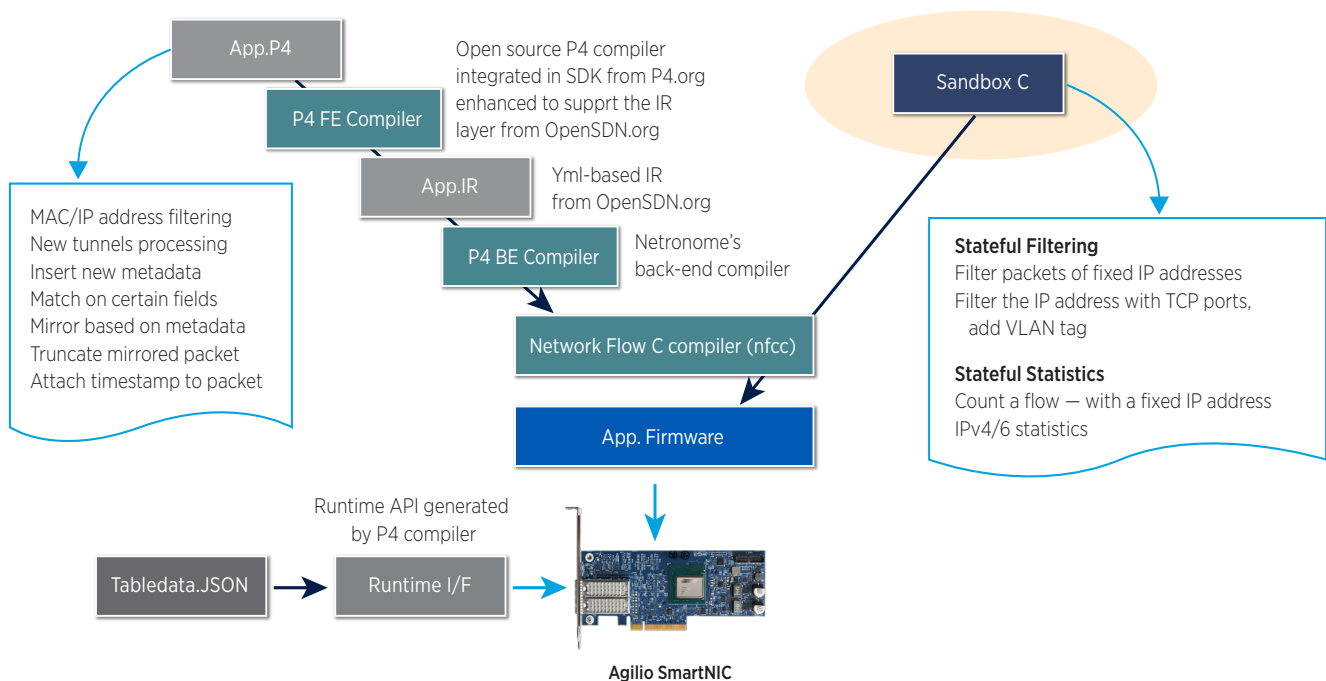 App.P4
Open source P4 compiler
integrated in SDK from P4.org
enhanced to supprt the IR
layer from OpenSDN.org
P4 FE Compiler
App.IR
Yml-based IR
from OpenSDN.org
P4 BE Compiler
Netronome's
back-end compiler
Sandbox C
MAC/IP address filtering
New tunnels processing
Insert new metadata
Match on certain fields
Mirror based on metadata
Truncate mirrored packet
Attach timestamp to packet
Stateful Filtering
Filter packets of fixed IP addresses
Filter the IP address with TCP ports,
add VLAN tag
Stateful Statistics
Count a flow — with a fixed IP address
IPv4/6 statistics
Network Flow C compiler (nfcc)
App. Firmware
Runtime API generated
by P4 compiler
Tabledata.JSON
Runtime I/F
Agilio SmartNIC